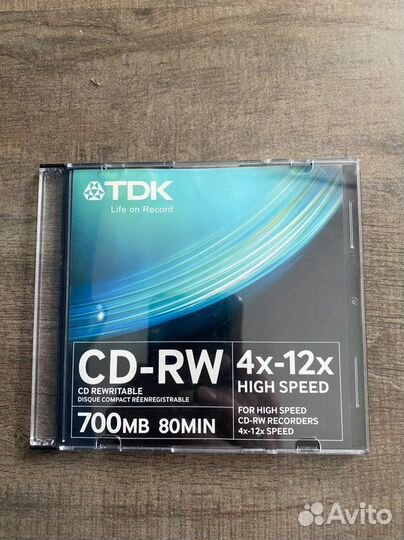 TDK
Life on Record
CD-RW
CD REWRITABLE
DISQUE COMPACT RÉENREGISTRABLE
700MB 80MIN
4x-12x
HIGH SPEED
FOR HIGH SPEED
CD-RW RECORDERS
4x-12x SPEED
Avito